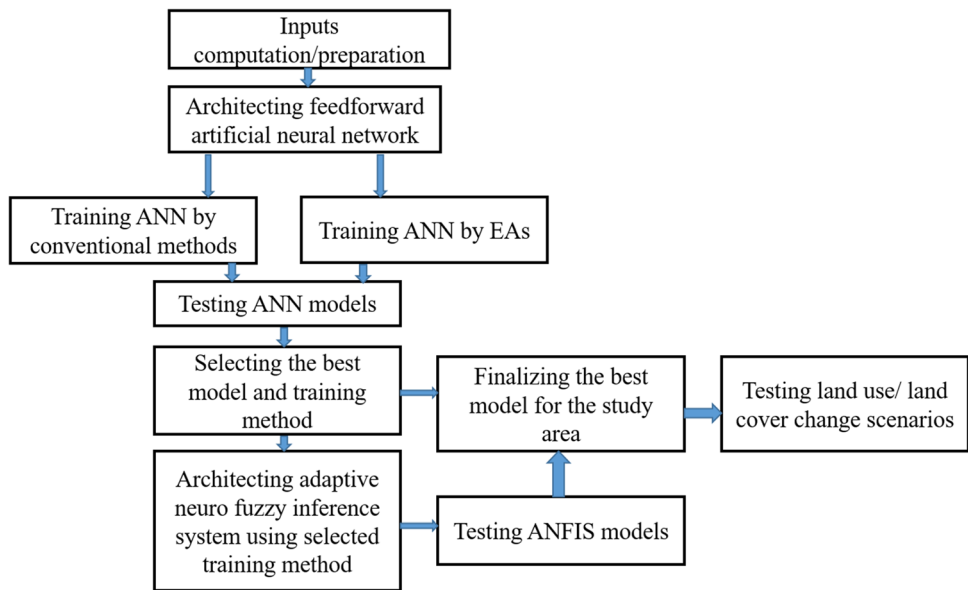 Inputs
computation/preparation
Architecting feedforward
artificial neural network
Training ANN by
conventional methods
Training ANN by EAs
Testing ANN models
Selecting the best
model and training
method
Finalizing the best
model for the study
area
Testing land use/ land
cover change scenarios
Architecting adaptive
neuro fuzzy inference
system using selected
training method
Testing ANFIS models